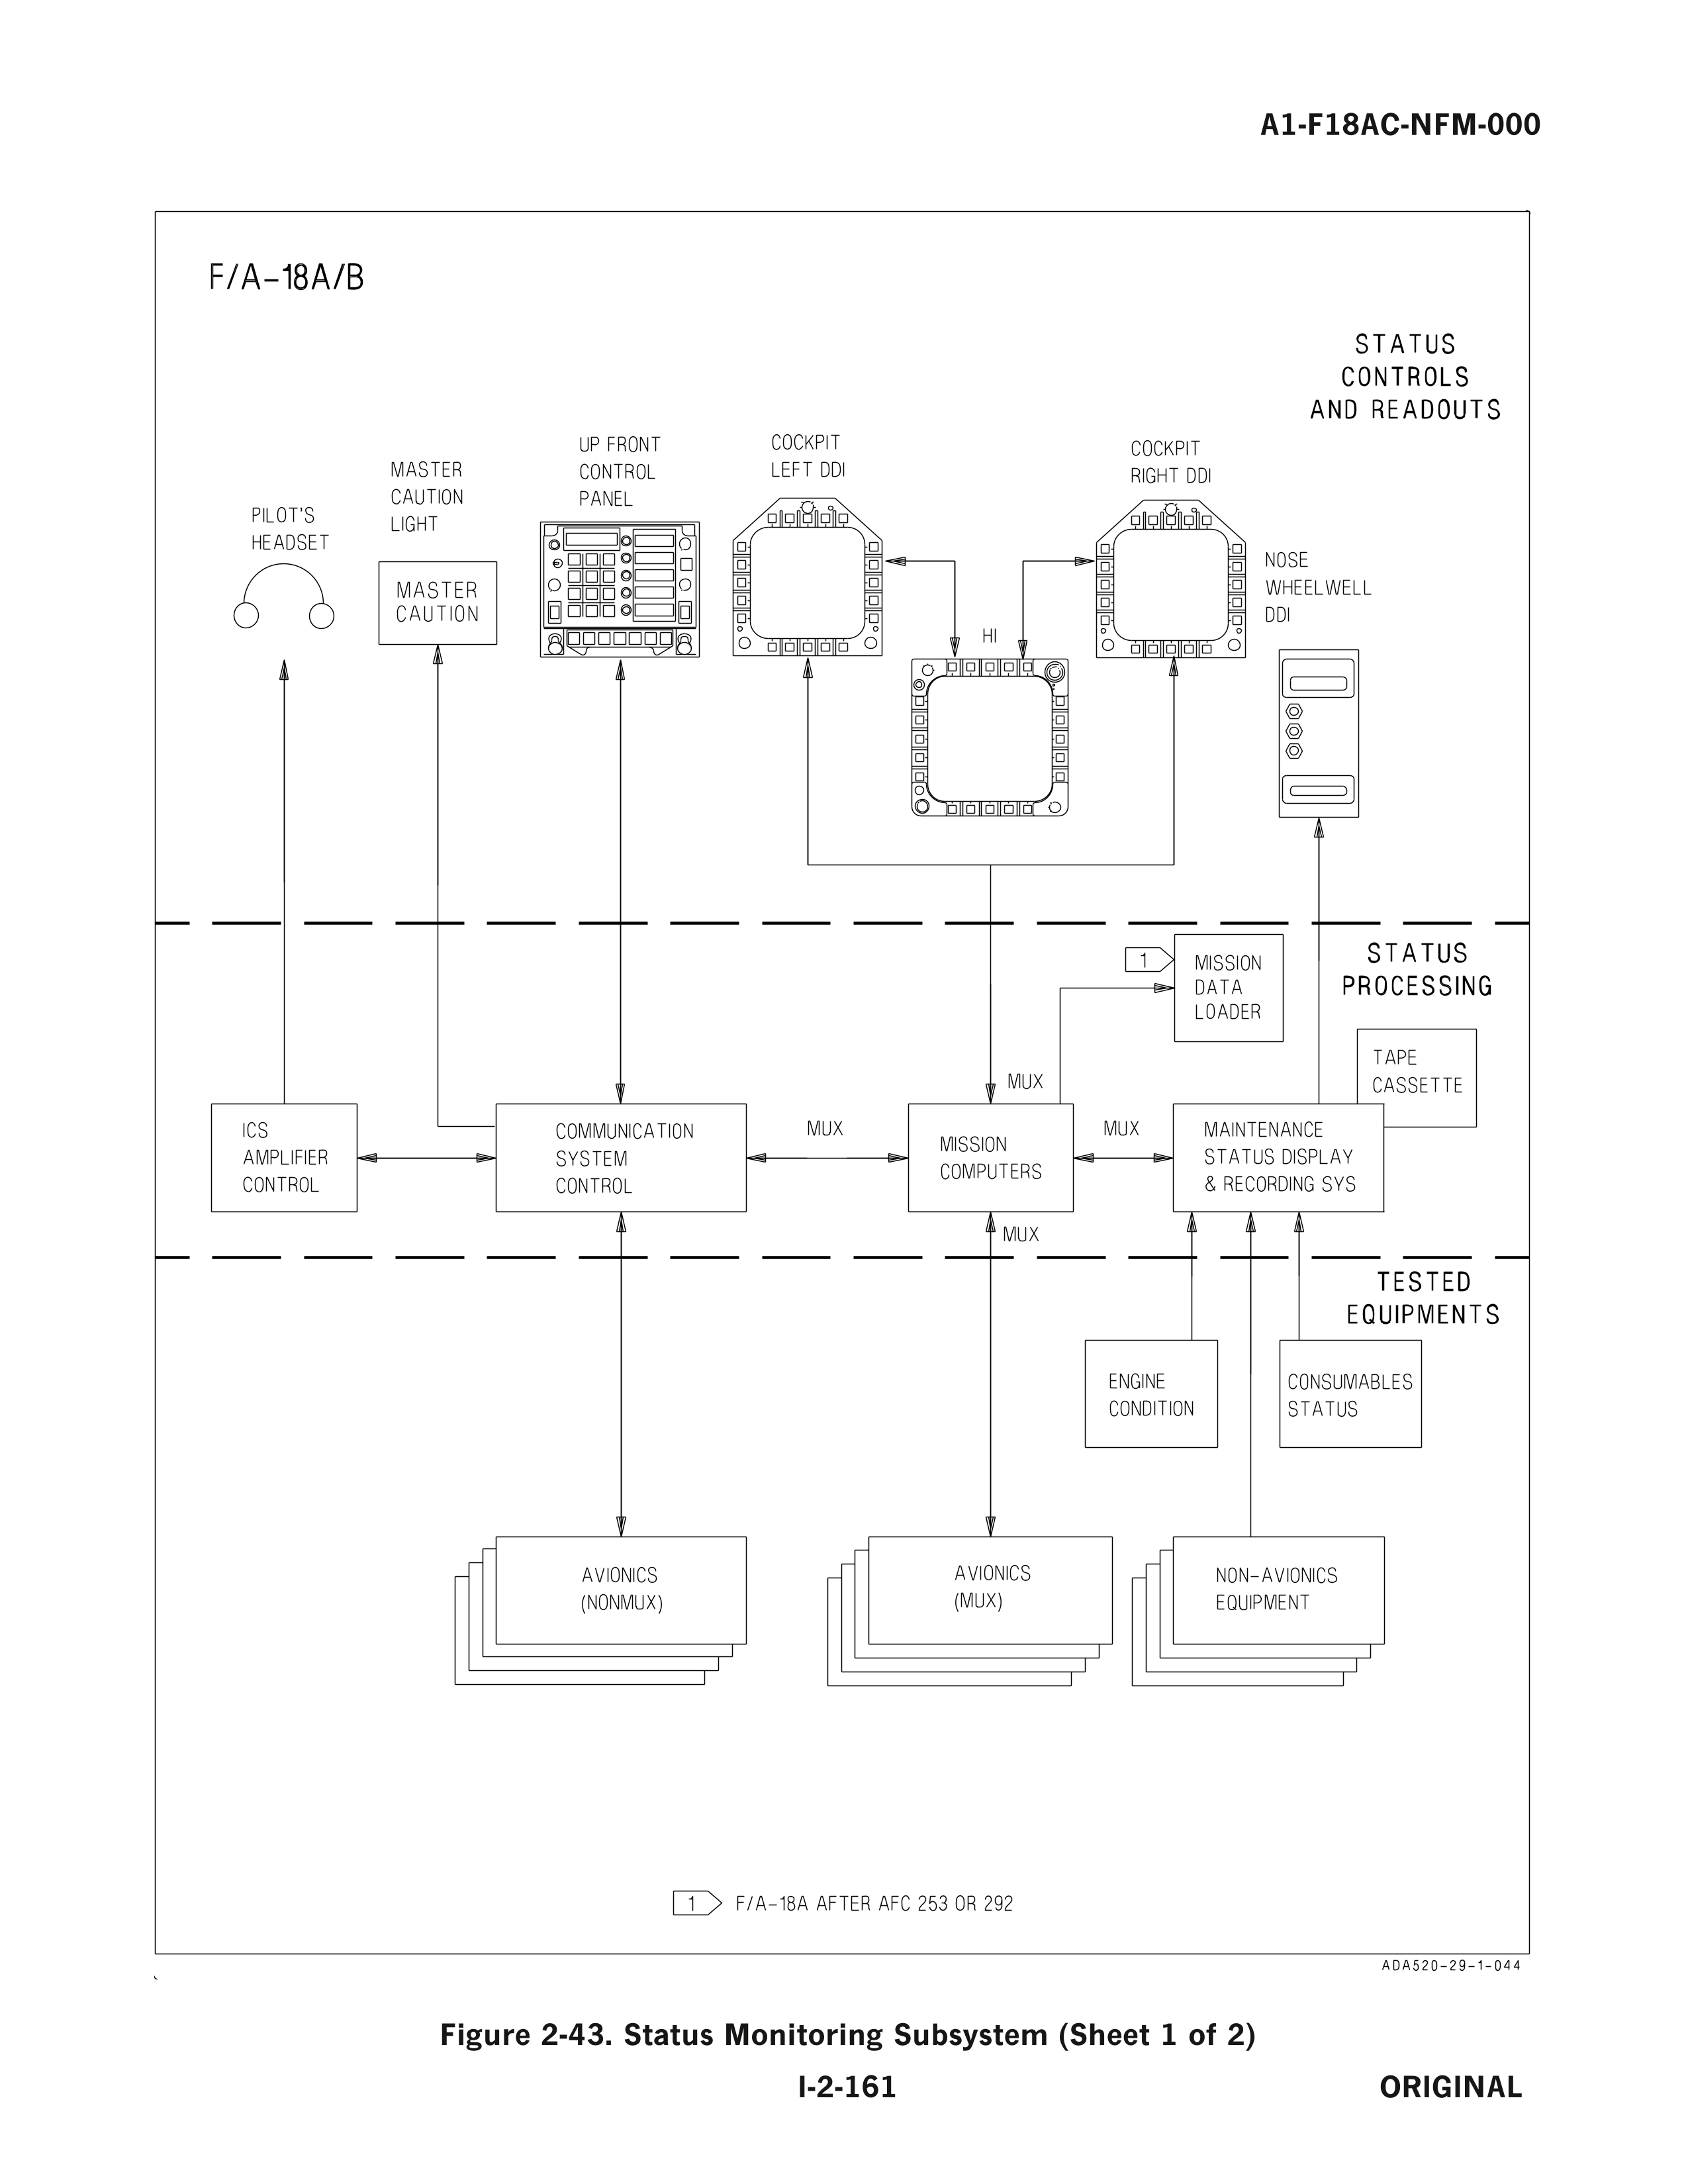 A1-F18AC-NFM-000
F/A-18A/B
STATUS
CONTROLS
AND READOUTS
PILOT'S
HEADSET
MASTER
CAUTION
LIGHT
MASTER
CAUTION
UP FRONT
CONTROL
PANEL
COCKPIT
LEFT DDI
HI
COCKPIT
RIGHT DDI
NOSE
WHEELWELL
DDI
STATUS
PROCESSING
1
MISSION
DATA
LOADER
TAPE
CASSETTE
MUX
ICS
AMPLIFIER
CONTROL
COMMUNICATION
SYSTEM
CONTROL
MUX
MISSION
COMPUTERS
MUX
MAINTENANCE
STATUS DISPLAY
& RECORDING SYS
MUX
TESTED
EQUIPMENTS
ENGINE
CONDITION
CONSUMABLES
STATUS
AVIONICS
(NONMUX)
AVIONICS
(MUX)
NON-AVIONICS
EQUIPMENT
1 F/A-18A AFTER AFC 253 OR 292
ADA520-29-1-044
Figure 2-43. Status Monitoring Subsystem (Sheet 1 of 2)
I-2-161
ORIGINAL